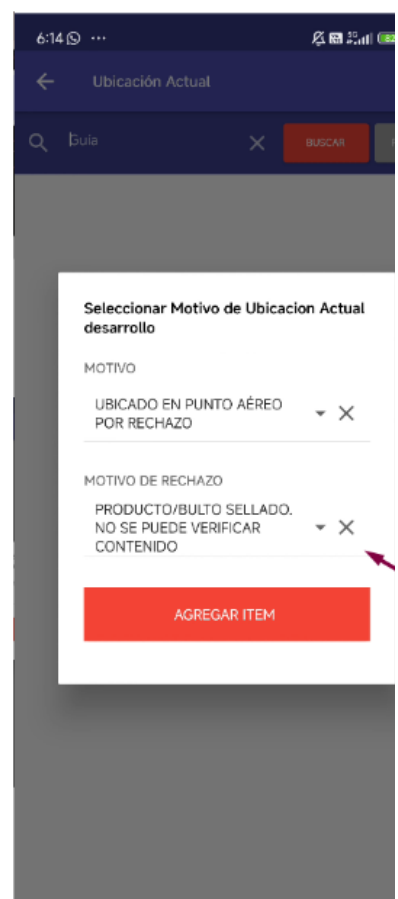 6:14
Ubicación Actual
Guía
BUSCAR
Seleccionar Motivo de Ubicacion Actual
desarrollo
MOTIVO
UBICADO EN PUNTO AÉREO
POR RECHAZO
MOTIVO DE RECHAZO
PRODUCTO/BULTO SELLADO.
NO SE PUEDE VERIFICAR
CONTENIDO
AGREGAR ITEM